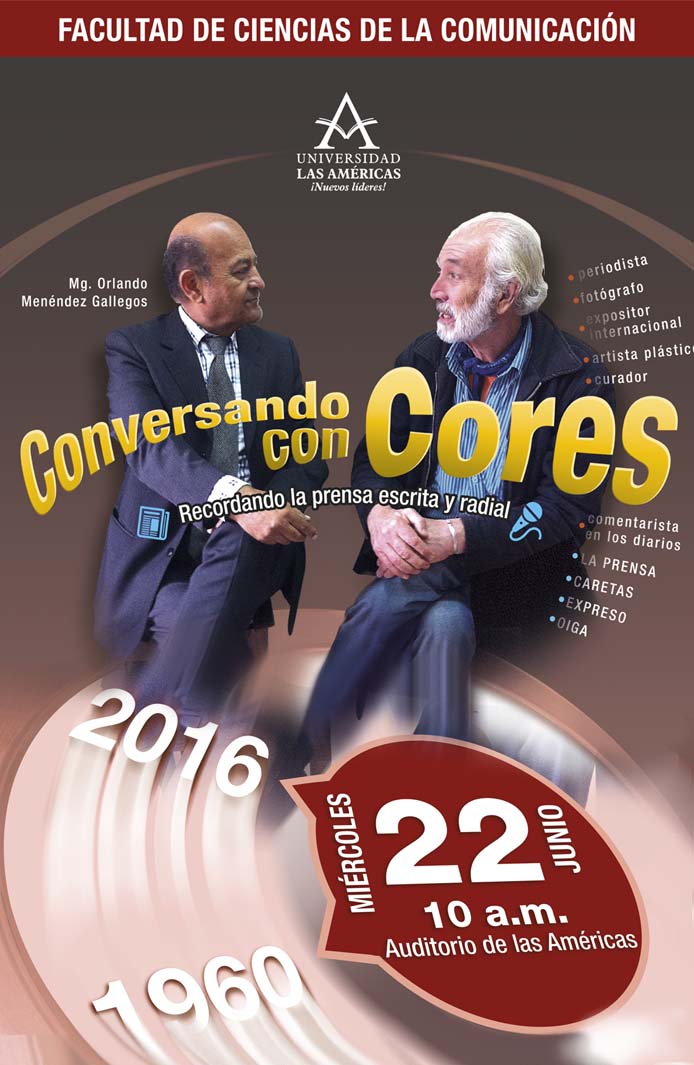 FACULTAD DE CIENCIAS DE LA COMUNICACIÓN
UNIVERSIDAD
LAS AMÉRICAS
¡Nuevos líderes!
Mg. Orlando
Menéndez Gallegos
periodista
fotógrafo
expositor
internacional
artista plástico
curador
Conversando
con Cores
Recordando la prensa escrita y radial
comentarista
en los diarios
LA PRENSA
CARETAS
EXPRESO
OIGA
2016
1960
MIÉRCOLES
22
JUNIO
10 a.m.
Auditorio de las Américas